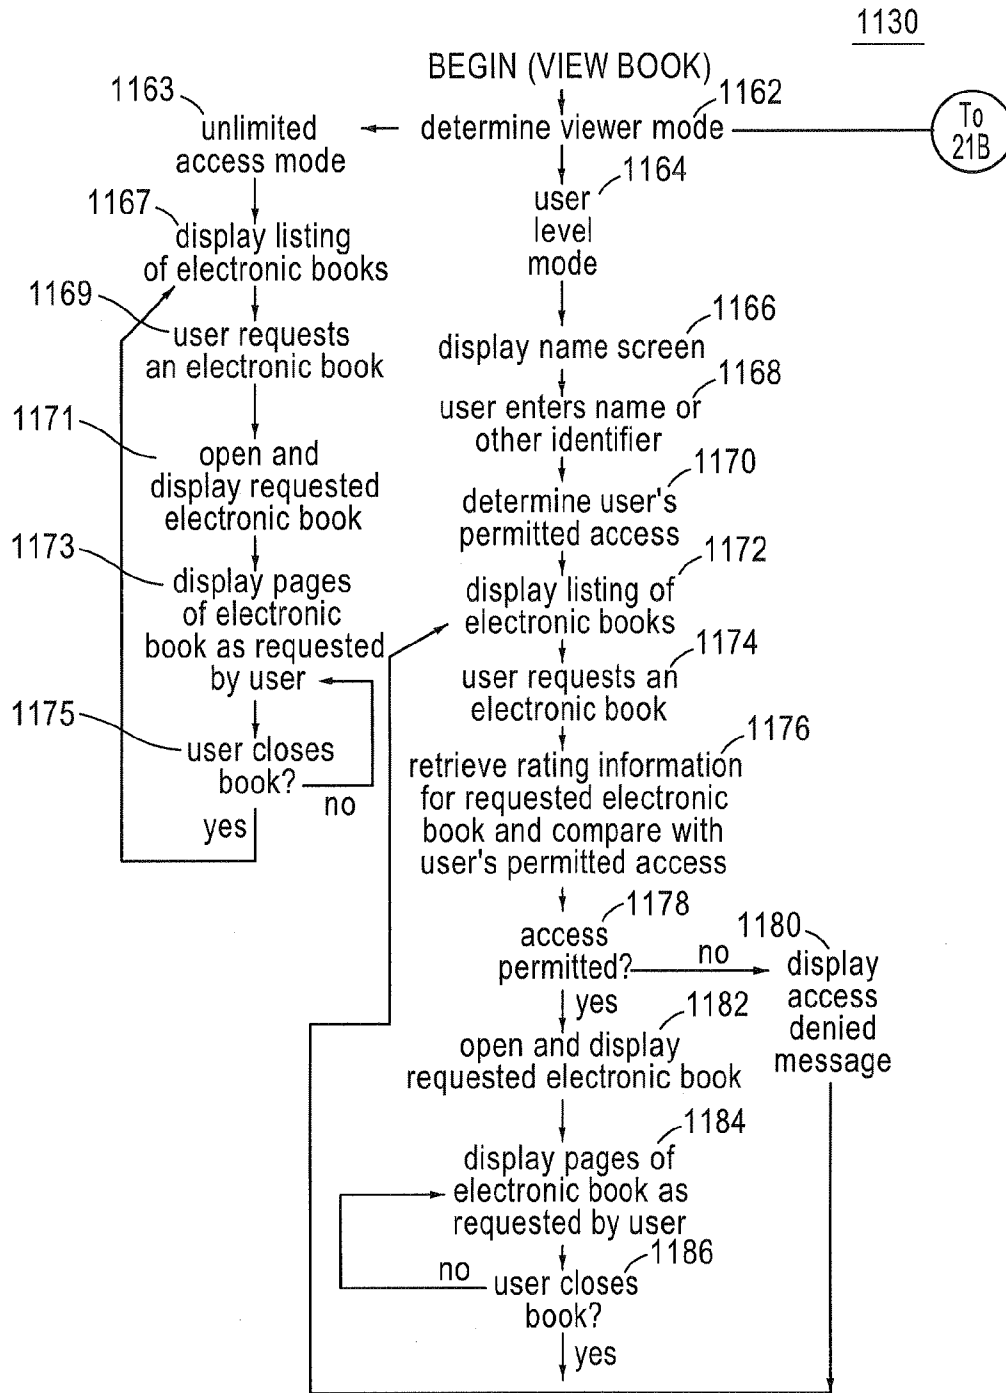 1130
BEGIN (VIEW BOOK)
1162
determine viewer mode
To
21B
1163
unlimited
access mode
1167
display listing
of electronic books
1169
user requests
an electronic book
1171
open and
display requested
electronic book
1173
display pages
of electronic
book as requested
by user
1175
user closes
book?
no
yes
1164
user
level
mode
1166
display name screen
1168
user enters name or
other identifier
1170
determine user's
permitted access
1172
display listing of
electronic books
1174
user requests an
electronic book
1176
retrieve rating information
for requested electronic
book and compare with
user's permitted access
1178
access
permitted?
no
yes
1180
display
access
denied
message
1182
open and display
requested electronic book
1184
display pages of
electronic book as
requested by user
1186
no
user closes
book?
yes